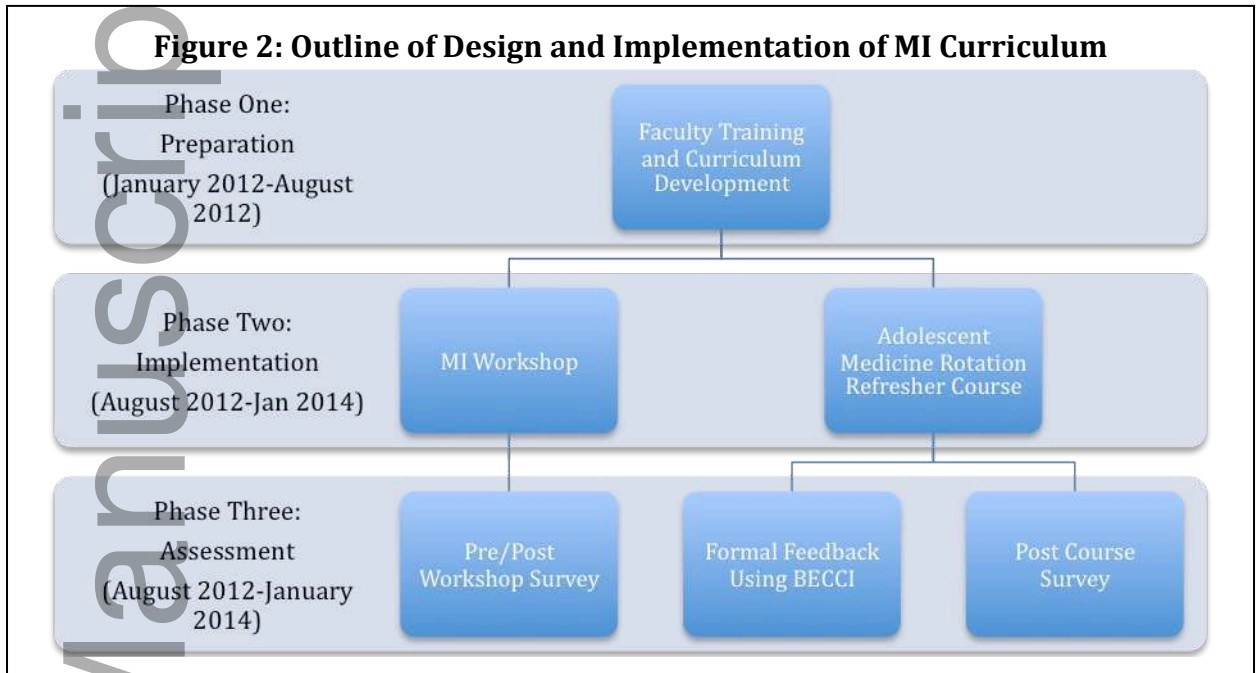 Figure 2: Outline of Design and Implementation of MI Curriculum
Phase One:
Preparation
(January 2012-August
2012)
Faculty Training
and Curriculum
Development
Phase Two:
Implementation
(August 2012-Jan 2014)
MI Workshop
Adolescent
Medicine Rotation
Refresher Course
Phase Three:
Assessment
(August 2012-January
2014)
Pre/Post
Workshop Survey
Formal Feedback
Using BECCI
Post Course
Survey
Manuscrip